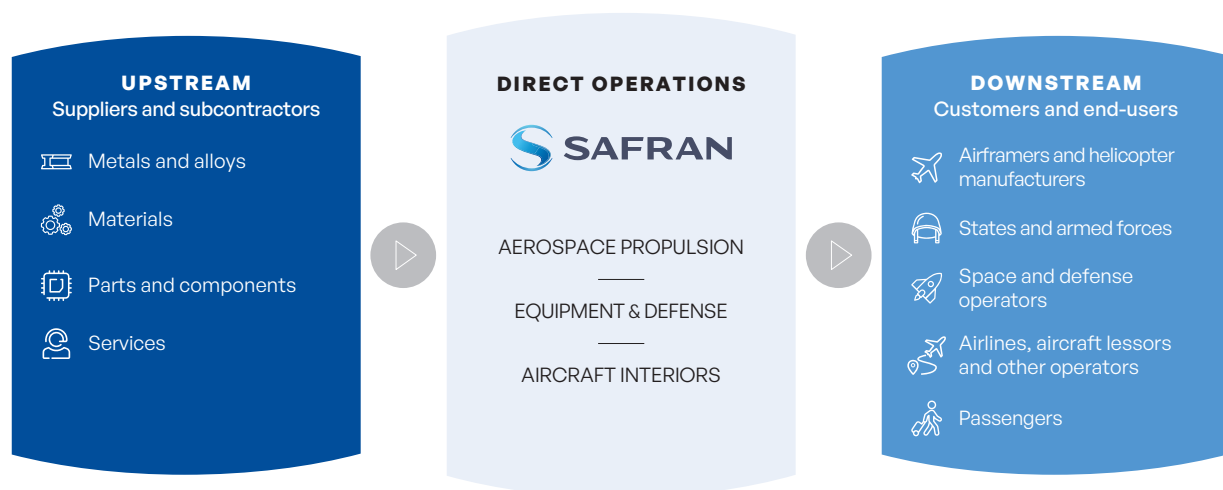 UPSTREAM
Suppliers and subcontractors
Metals and alloys
Materials
Parts and components
Services
DIRECT OPERATIONS
SAFRAN
AEROSPACE PROPULSION
EQUIPMENT & DEFENSE
AIRCRAFT INTERIORS
DOWNSTREAM
Customers and end-users
Airframers and helicopter
manufacturers
States and armed forces
Space and defense
operators
Airlines, aircraft lessors
and other operators
Passengers